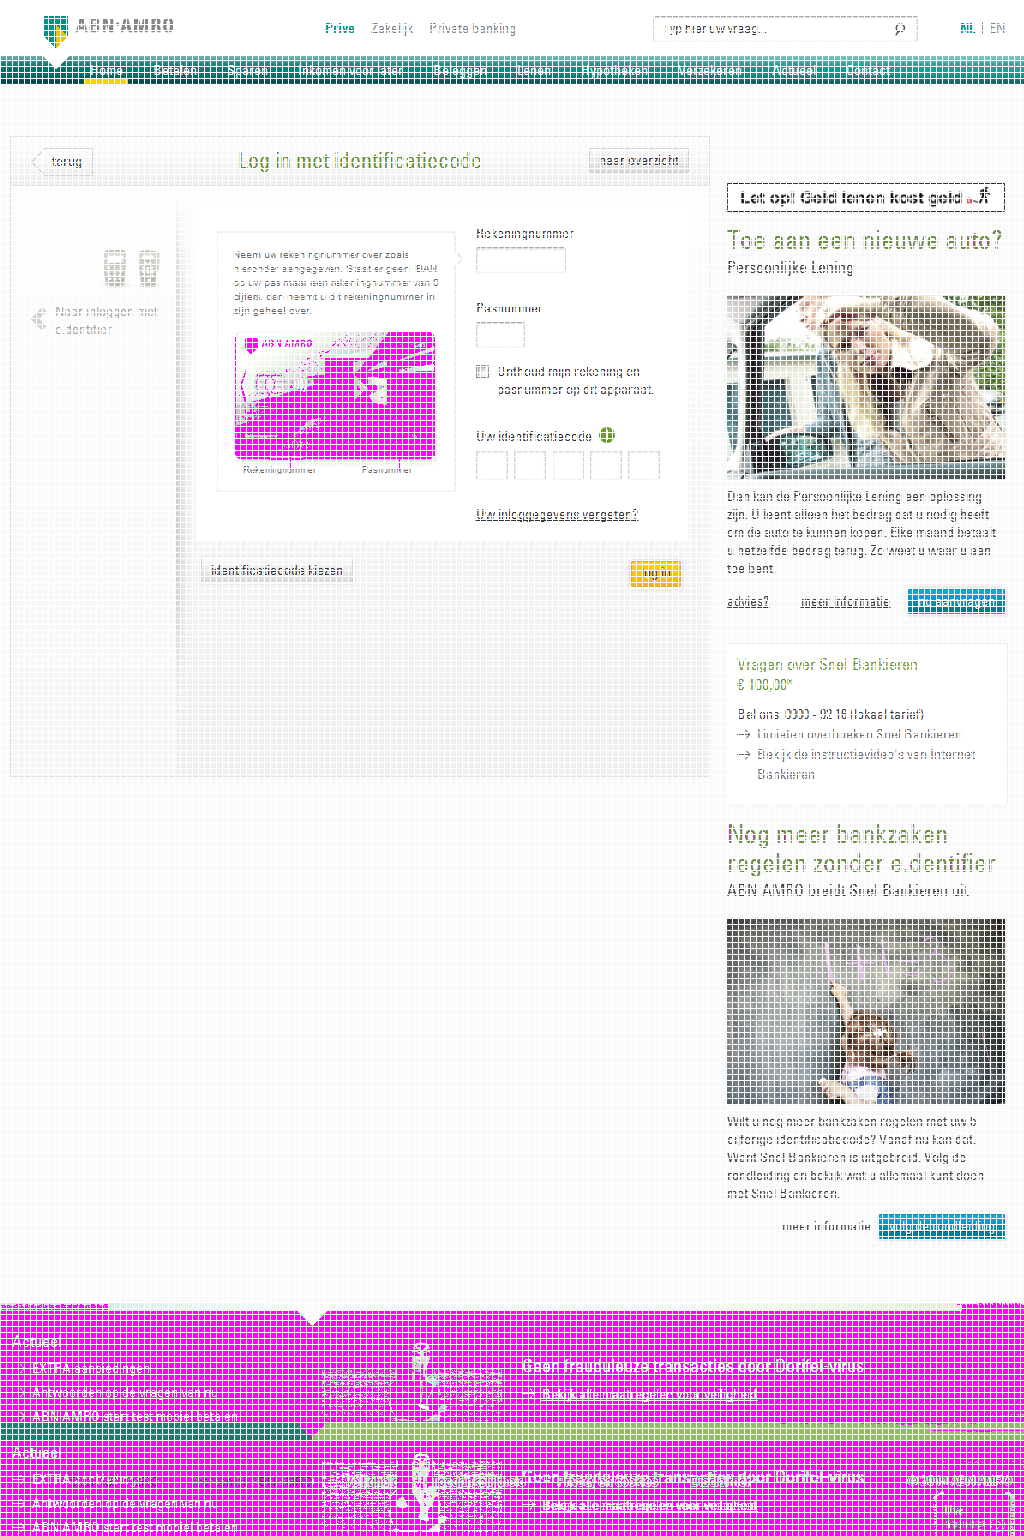 ABN·AMRO
Prive Zakelijk Private banking
Typ hier uw vraag...
NL | EN
Home Betalen Sparen Inkomen voor later Beleggen Lenen Hypotheken Verzekeren Actueel Contact
terug
Log in met identificatiecode
naar overzicht
Naar inloggen met
e.dentifier
Neem uw rekeningnummer over zoals
hieronder aangegeven. Staat er geen IBAN
op uw pas maar een rekeningnummer van 9
cijfers, dan neemt u dit rekeningnummer in
zijn geheel over.
ABN·AMRO
Rekeningnummer
Pasnummer
Rekeningnummer
Pasnummer
Onthoud mijn rekening en
pasnummer op dit apparaat.
Uw identificatiecode
Uw inloggegevens vergeten?
identificatiecode kiezen
log in
Let op! Geld lenen kost geld
Toe aan een nieuwe auto?
Persoonlijke Lening
Dan kan de Persoonlijke Lening een oplossing
zijn. U leent alleen het bedrag dat u nodig heeft
om de auto te kunnen kopen. Elke maand betaalt
u hetzelfde bedrag terug. Zo weet u waar u aan
toe bent.
advies?
meer informatie
nu aanvragen
Vragen over Snel Bankieren
€ 100,00*
Bel ons: 0900 - 92 16 (lokaal tarief)
Limieten overboeken Snel Bankieren
Bekijk de instructievideo's van Internet
Bankieren
Nog meer bankzaken
regelen zonder e.dentifier
ABN AMRO breidt Snel Bankieren uit
Wilt u nog meer bankzaken regelen met uw 5
cijferige identificatiecode? Vanaf nu kan dat.
Want Snel Bankieren is uitgebreid. Volg de
rondleiding en bekijk wat u allemaal kunt doen
met Snel Bankieren.
meer informatie
volg de rondleiding
Actueel
EXTRA aanbiedingen
Antwoorden op de vragen van nu
ABN AMRO start test mobiel betalen
Geen frauduleuze transacties door Dorifel-virus
Bekijk alle maatregelen voor veiligheid
Actueel
EXTRA aanbiedingen
Antwoorden op de vragen van nu
ABN AMRO start test mobiel betalen
Geen frauduleuze transacties door Dorifel-virus
Bekijk alle maatregelen voor veiligheid